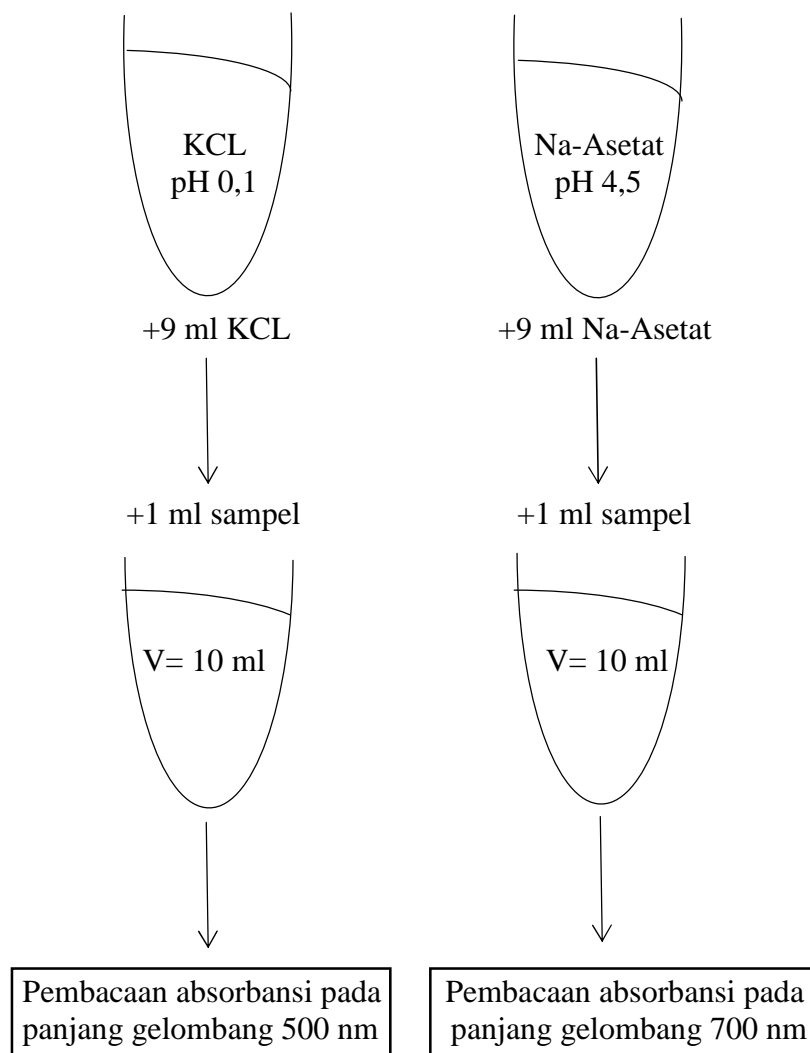 KCL
pH 0,1
Na-Asetat
pH 4,5
+9 ml KCL
+9 ml Na-Asetat
+1 ml sampel
+1 ml sampel
V= 10 ml
V= 10 ml
Pembacaan absorbansi pada
panjang gelombang 500 nm
Pembacaan absorbansi pada
panjang gelombang 700 nm